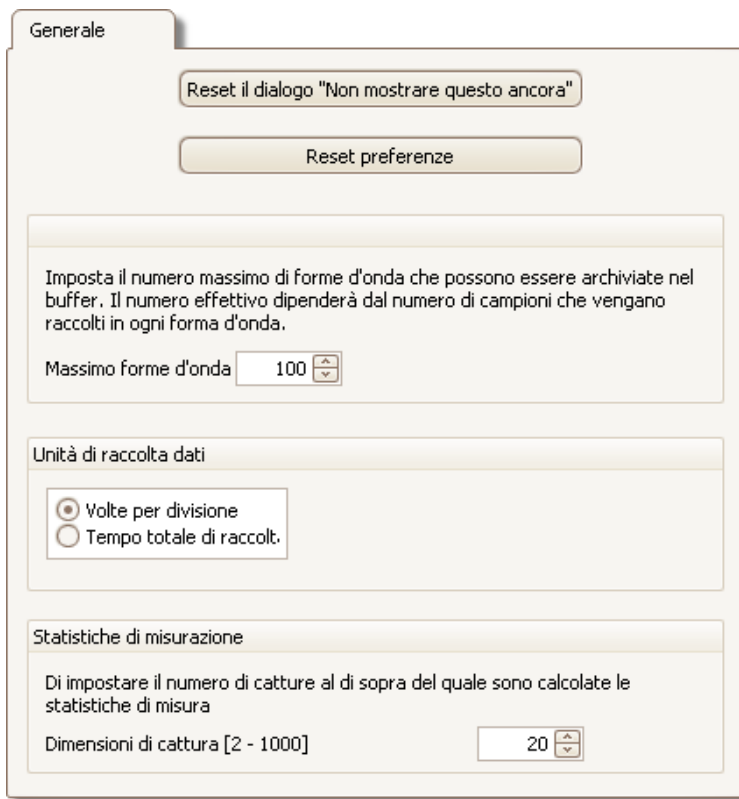 Generale
Reset il dialogo "Non mostrare questo ancora"
Reset preferenze
Imposta il numero massimo di forme d'onda che possono essere archiviate nel
buffer. Il numero effettivo dipenderà dal numero di campioni che vengano
raccolti in ogni forma d'onda.
Massimo forme d'onda 100
Unità di raccolta dati
Volte per divisione
Tempo totale di raccolt.
Statistiche di misurazione
Di impostare il numero di catture al di sopra del quale sono calcolate le
statistiche di misura
Dimensioni di cattura [2 - 1000] 20